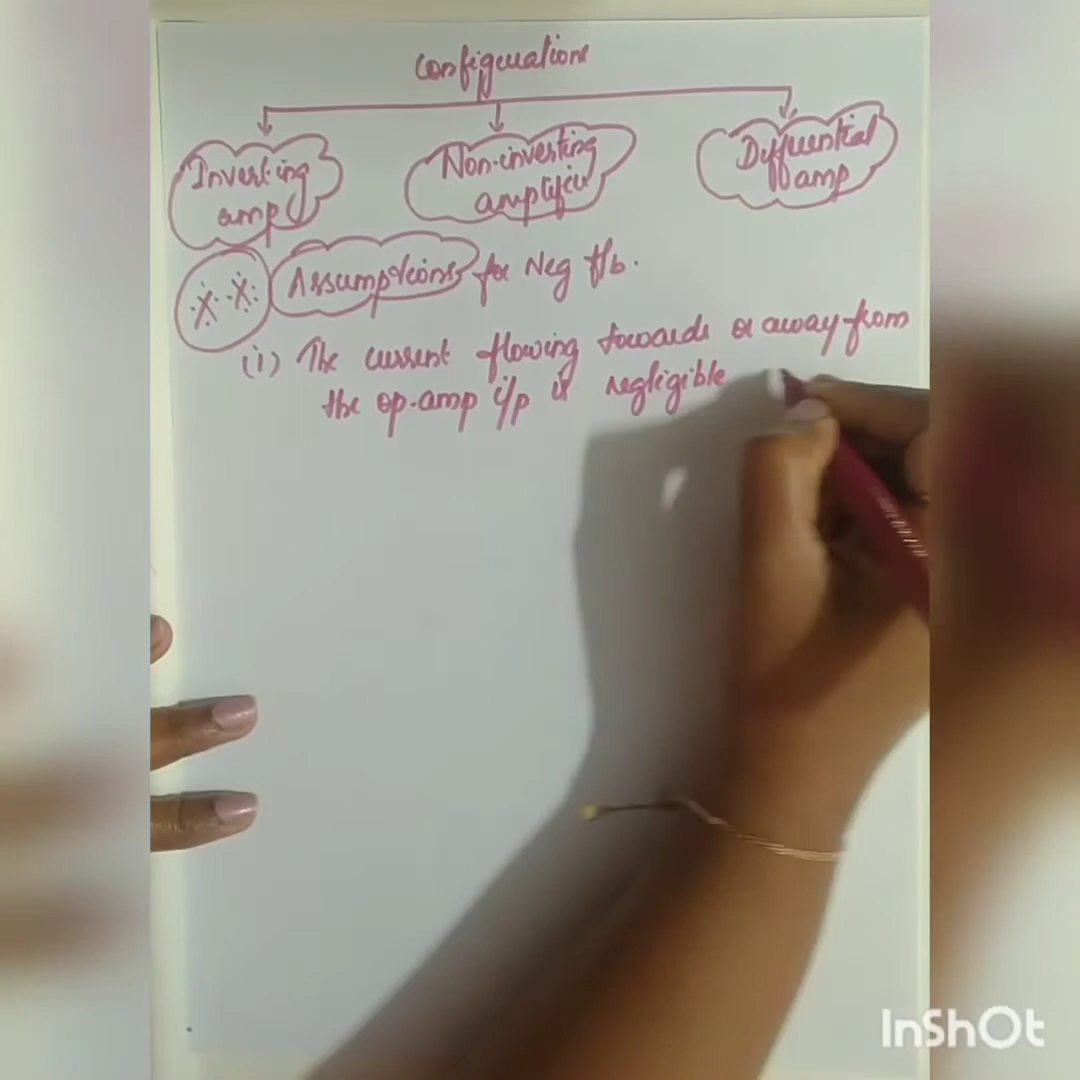 Configurations
Inverting amp
Non-inverting amplifier
Differential amp
Assumptions for Neg f/b.
(i) The current flowing towards or away from
the op-amp i/p is negligible
InShOt